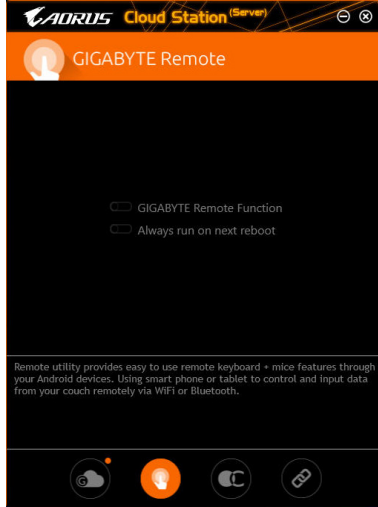 AORUS Cloud Station (Server)
GIGABYTE Remote
GIGABYTE Remote Function
Always run on next reboot
Remote utility provides easy to use remote keyboard + mice features through
your Android devices. Using smart phone or tablet to control and input data
from your couch remotely via WiFi or Bluetooth.
G